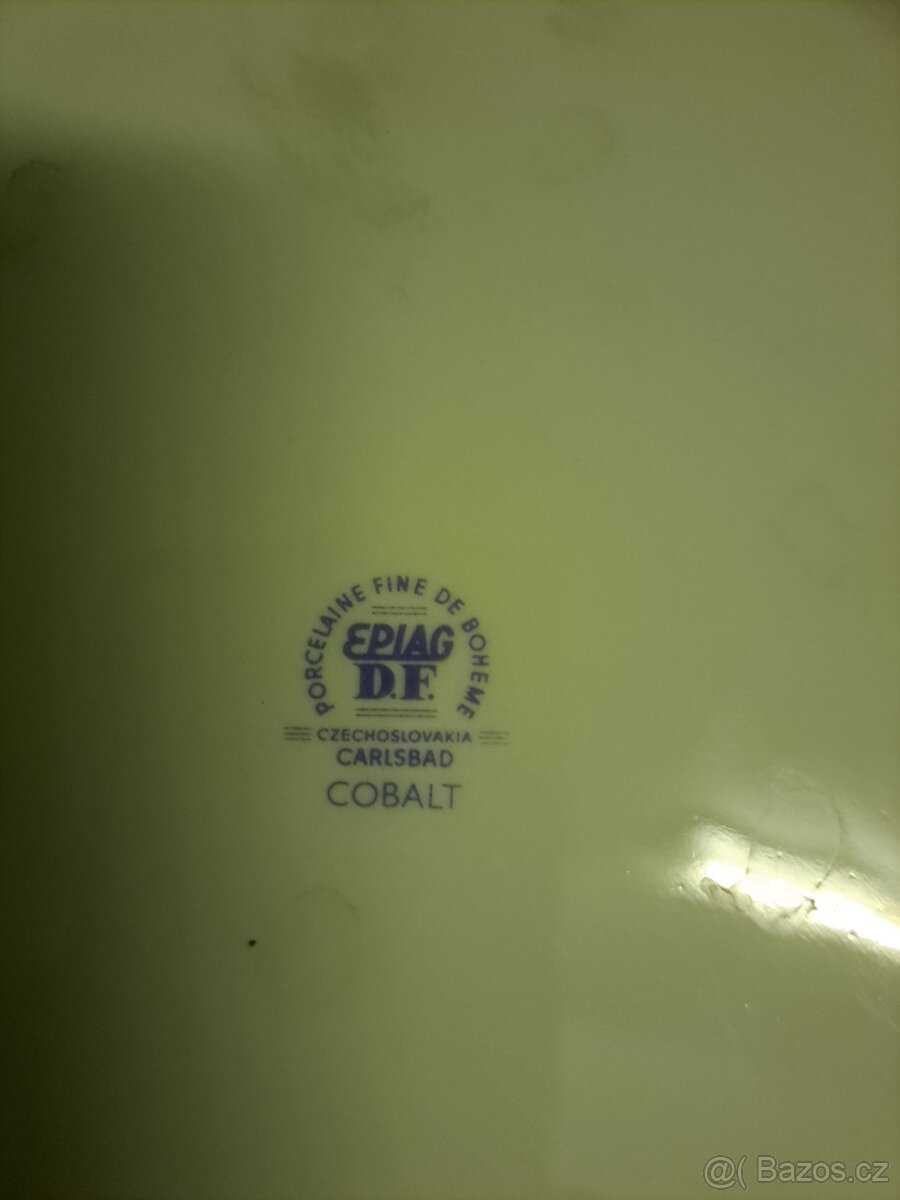 PORCELAINE FINE DE BOHEME
EPIAG
D.F.
CZECHOSLOVAKIA
CARLSBAD
COBALT
@( Bazos.cz